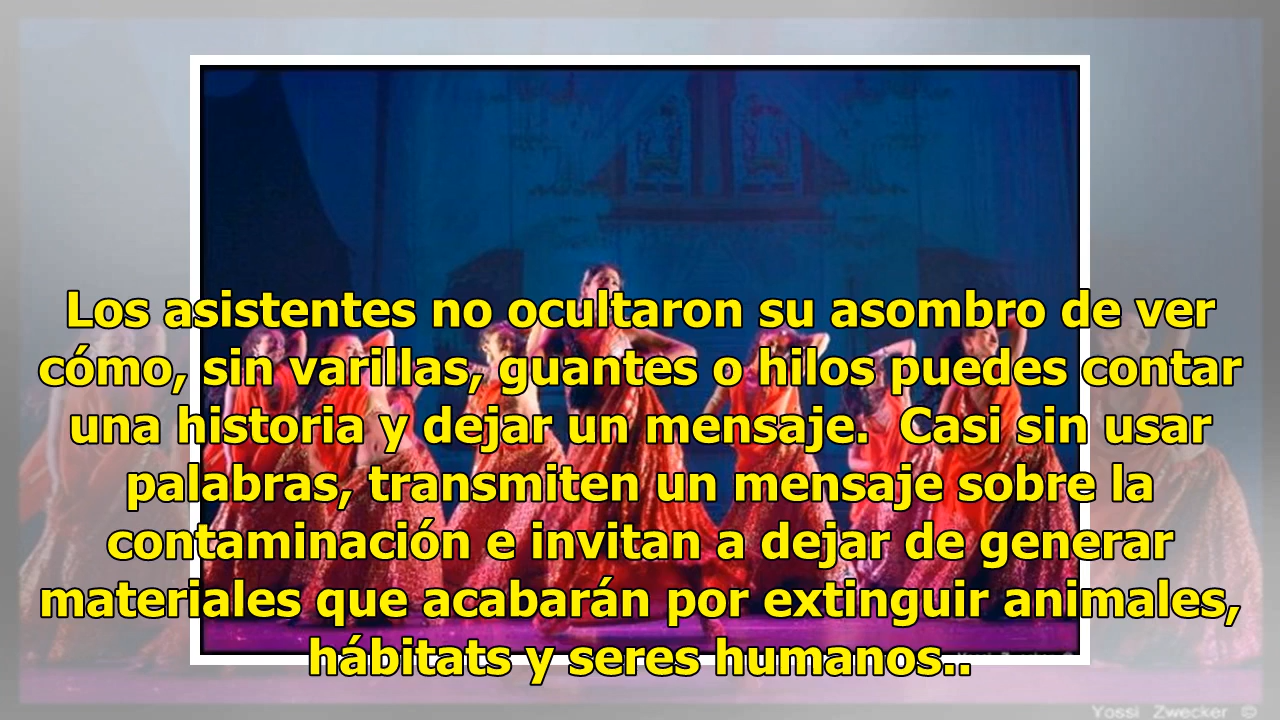 Los asistentes no ocultaron su asombro de ver
cómo, sin varillas, guantes o hilos puedes contar
una historia y dejar un mensaje.  Casi sin usar
palabras, transmiten un mensaje sobre la
contaminación e invitan a dejar de generar
materiales que acabarán por extinguir animales,
hábitats y seres humanos..
Yossi Zwecker ©